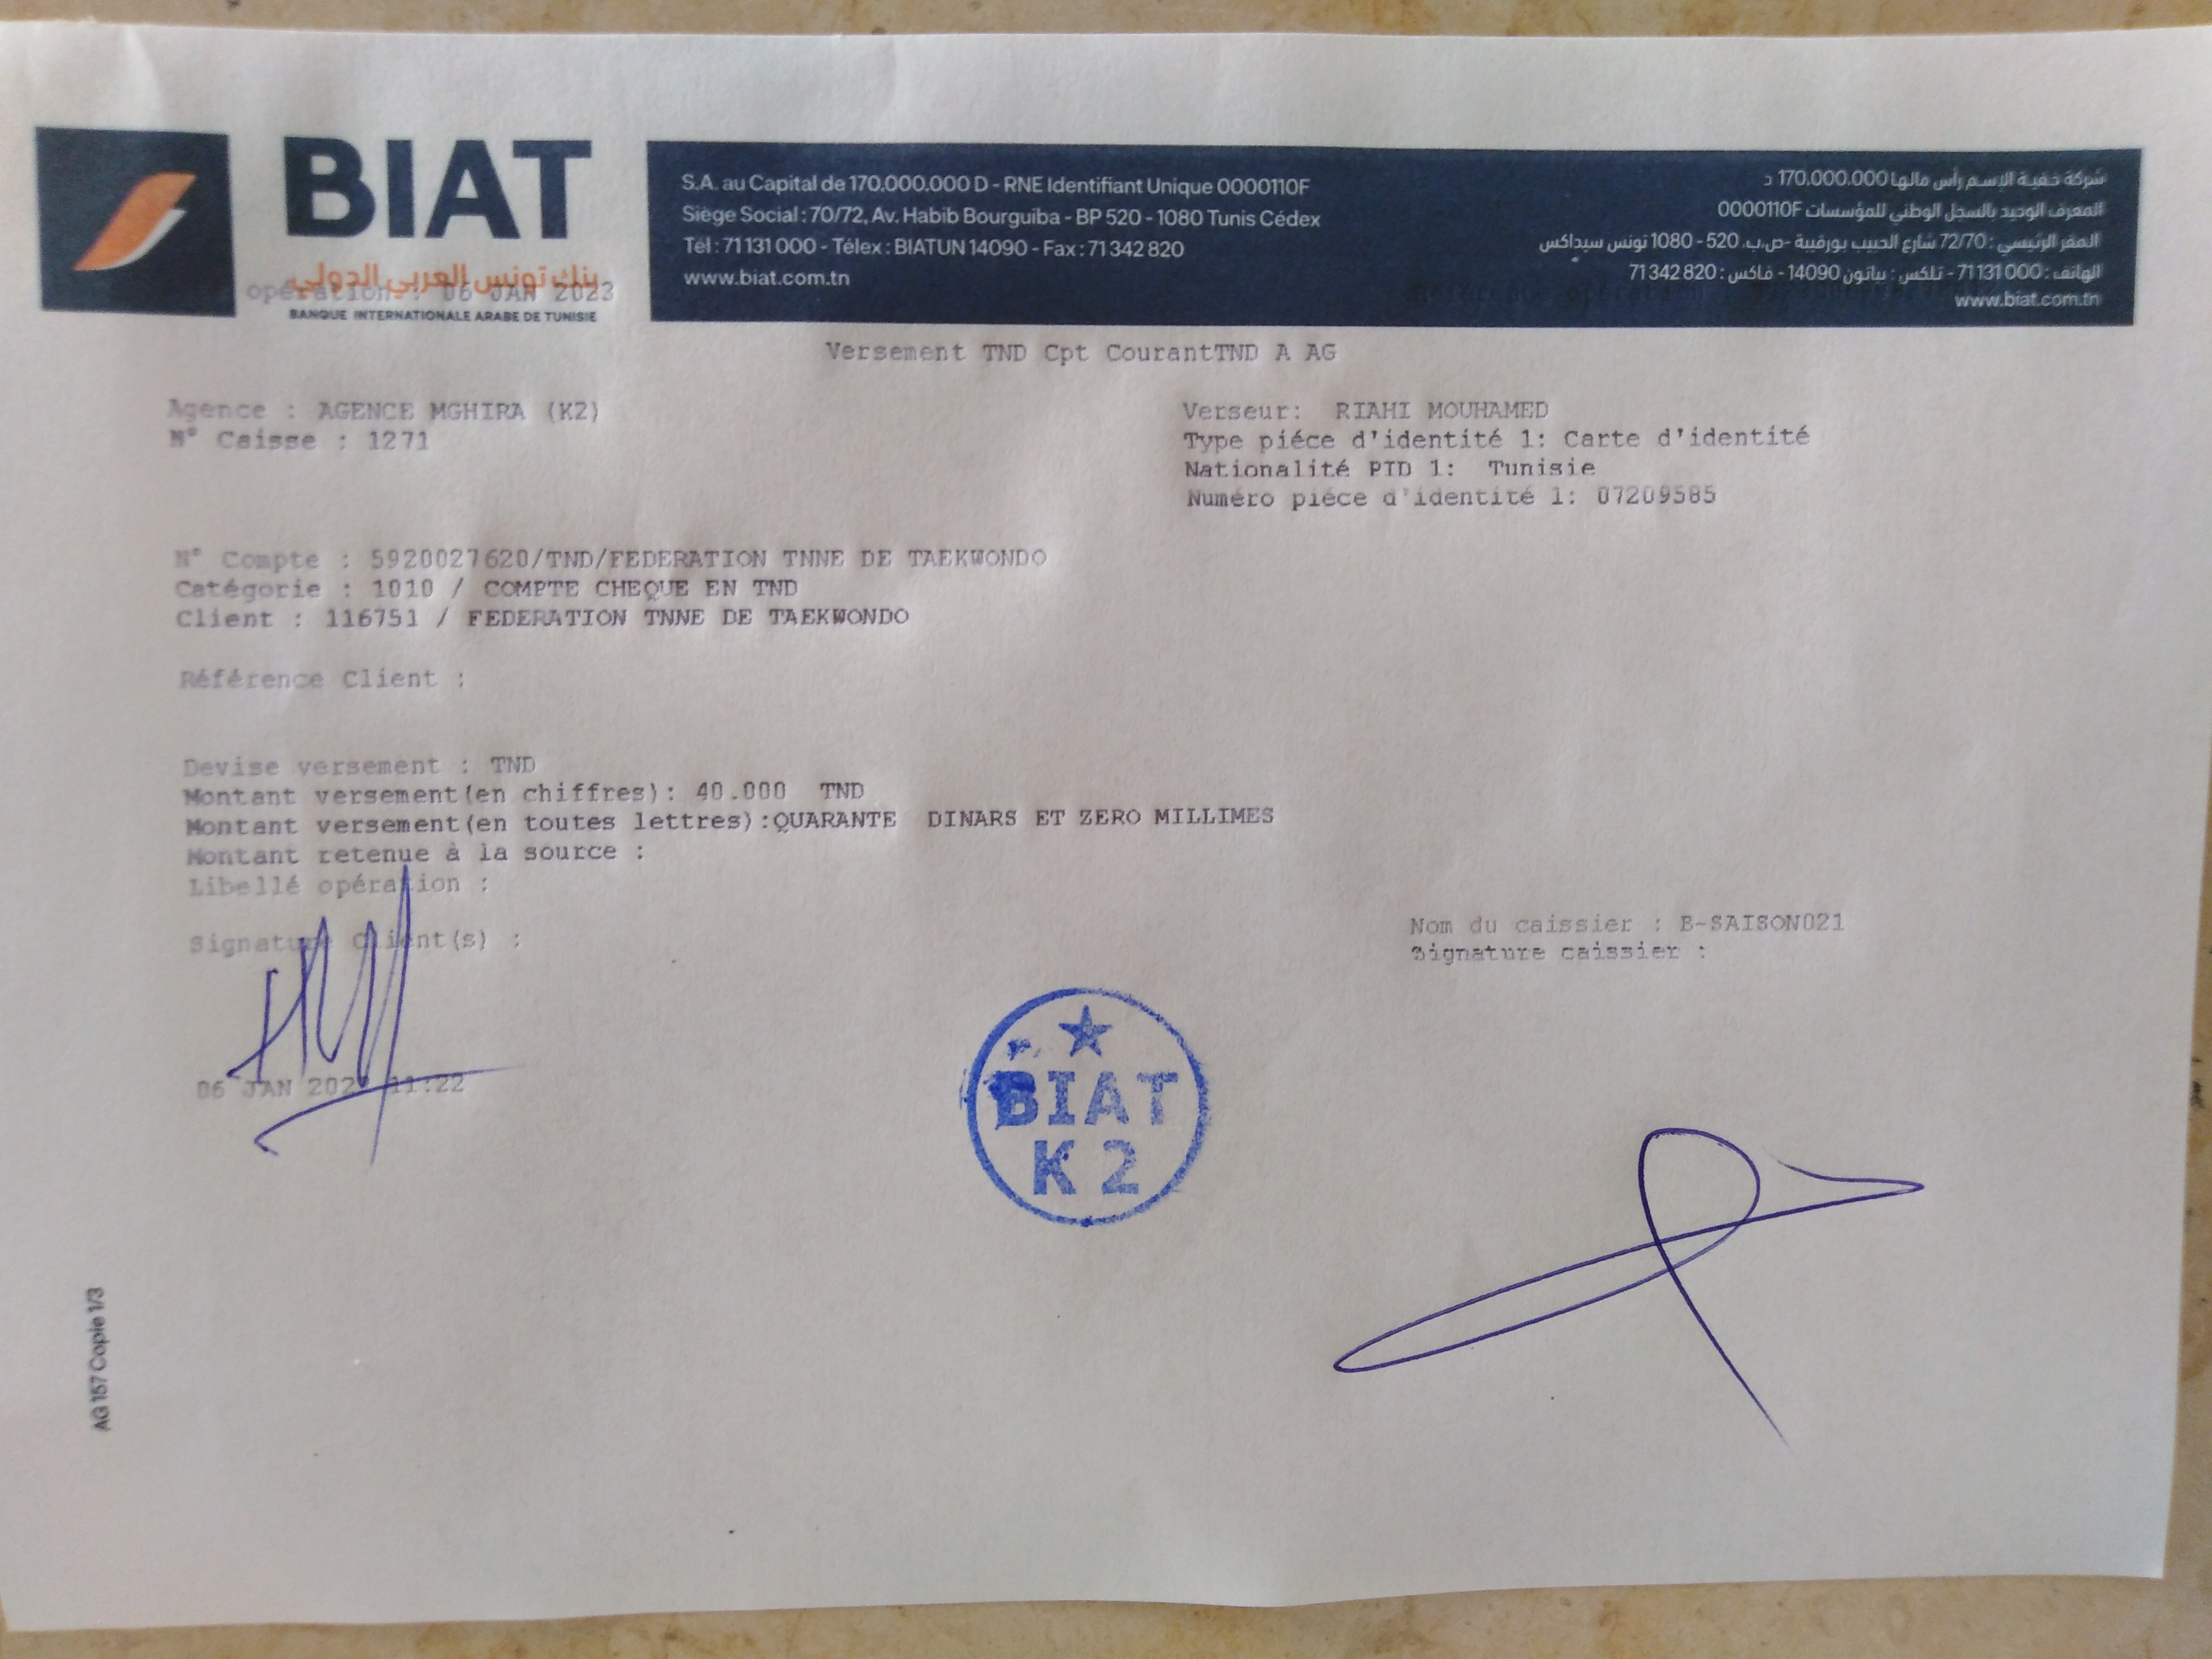 BIAT
بنك تونس العربي الدولي
opération : 06 JAN 2023
BANQUE INTERNATIONALE ARABE DE TUNISIE
S.A. au Capital de 170.000.000 D - RNE Identifiant Unique 0000110F
Siège Social : 70/72, Av. Habib Bourguiba - BP 520 - 1080 Tunis Cédex
Tél : 71 131 000 - Télex : BIATUN 14090 - Fax : 71 342 820
www.biat.com.tn
شركة خفية الإسم رأس مالها 170.000.000 د
المعرف الوحيد بالسجل الوطني للمؤسسات 0000110F
المقر الرئيسي : 72/70 شارع الحبيب بورقيبة -ص.ب. 520 - 1080 تونس سيداكس
الهاتف : 71 131 000 - تلكس : بياتون 14090 - فاكس : 71 342 820
www.biat.com.tn
Référence opération :
Versement TND Cpt CourantTND A AG
Agence : AGENCE MGHIRA (K2)
N° Caisse : 1271
Verseur: RIAHI MOUHAMED
Type piéce d'identité 1: Carte d'identité
Nationalité PID 1: Tunisie
Numéro piéce d'identité 1: 07209585
N° Compte : 5920027620/TND/FEDERATION TNNE DE TAEKWONDO
Catégorie : 1010 / COMPTE CHEQUE EN TND
Client : 116751 / FEDERATION TNNE DE TAEKWONDO
Référence Client :
Devise versement : TND
Montant versement(en chiffres): 40.000 TND
Montant versement(en toutes lettres):QUARANTE DINARS ET ZERO MILLIMES
Montant retenue à la source :
Libellé opération :
Signature Client(s) :
Nom du caissier : B-SAISON021
Signature caissier :
06 JAN 2023 11:22
BIAT
K2
AG 157 Copie 1/3